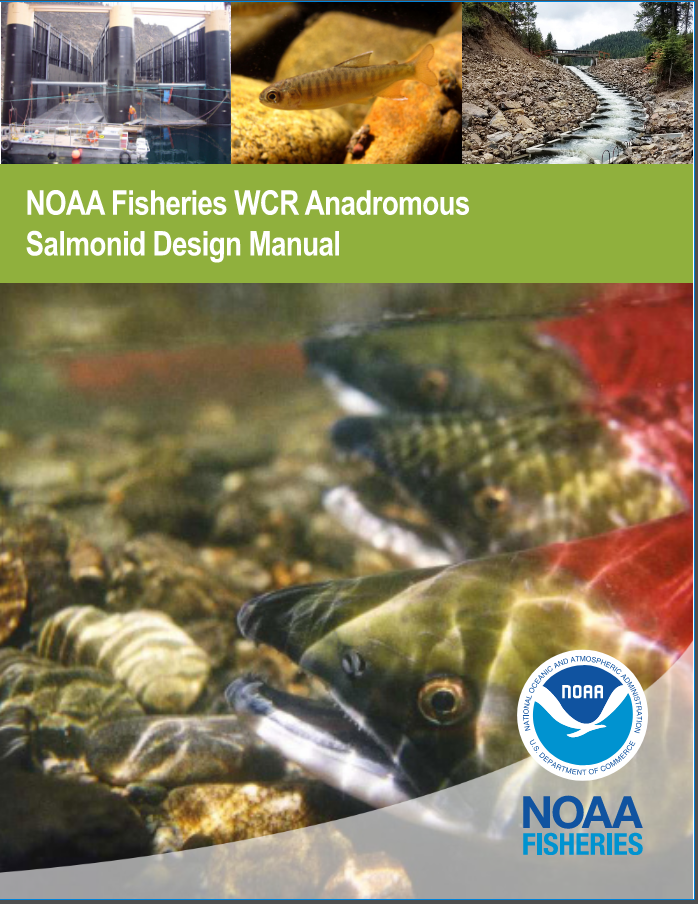 NOAA Fisheries WCR Anadromous
Salmonid Design Manual
NATIONAL OCEANIC AND ATMOSPHERIC ADMINISTRATION
NOAA
U.S. DEPARTMENT OF COMMERCE
NOAA
FISHERIES